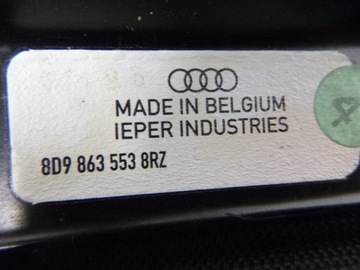 MADE IN BELGIUM
IEPER INDUSTRIES
8D9 863 553 8RZ